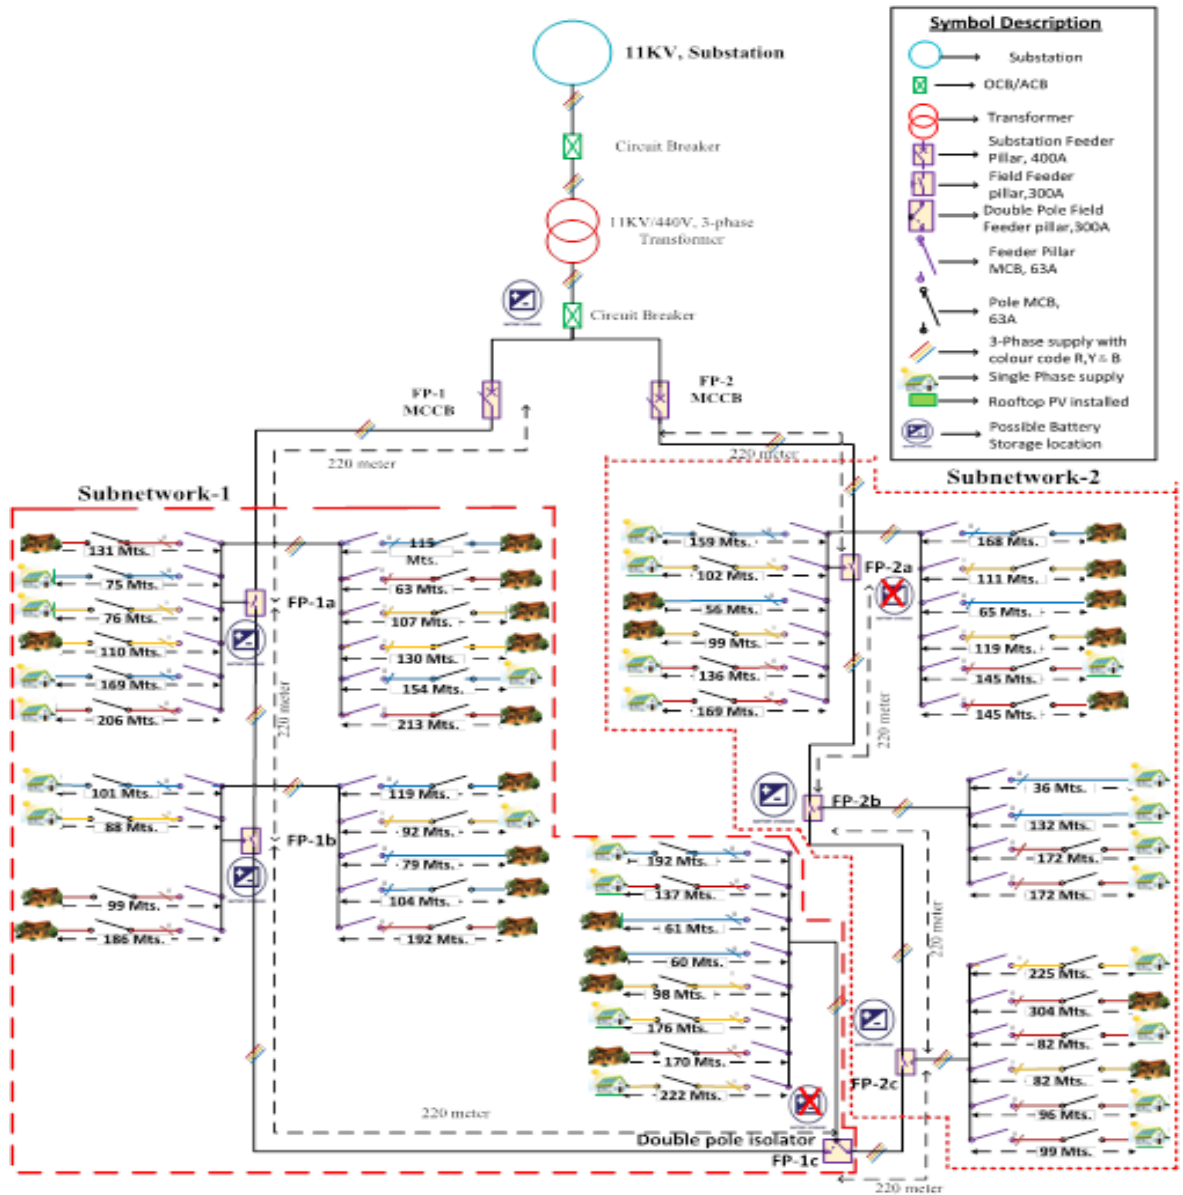 11KV, Substation
Circuit Breaker
11KV/440V, 3-phase
Transformer
Circuit Breaker
FP-1
MCCB
FP-2
MCCB
220 meter
220 meter
Symbol Description
Substation
OCB/ACB
Transformer
Substation Feeder
Pillar, 400A
Field Feeder
pillar,300A
Double Pole Field
Feeder pillar,300A
Feeder Pillar
MCB, 63A
Pole MCB,
63A
3-Phase supply with
colour code R,Y & B
Single Phase supply
Rooftop PV installed
Possible Battery
Storage location
Subnetwork-1
131 Mts.
75 Mts.
76 Mts.
110 Mts.
169 Mts.
206 Mts.
FP-1a
115
Mts.
63 Mts.
107 Mts.
130 Mts.
154 Mts.
213 Mts.
220 meter
101 Mts.
88 Mts.
99 Mts.
186 Mts.
FP-1b
119 Mts.
92 Mts.
79 Mts.
104 Mts.
192 Mts.
192 Mts.
137 Mts.
61 Mts.
60 Mts.
98 Mts.
176 Mts.
170 Mts.
222 Mts.
220 meter
Double pole isolator
FP-1c
Subnetwork-2
159 Mts.
102 Mts.
56 Mts.
99 Mts.
136 Mts.
169 Mts.
FP-2a
168 Mts.
111 Mts.
65 Mts.
119 Mts.
145 Mts.
145 Mts.
220 meter
FP-2b
36 Mts.
132 Mts.
172 Mts.
172 Mts.
220 meter
FP-2c
225 Mts.
304 Mts.
82 Mts.
82 Mts.
96 Mts.
99 Mts.
220 meter